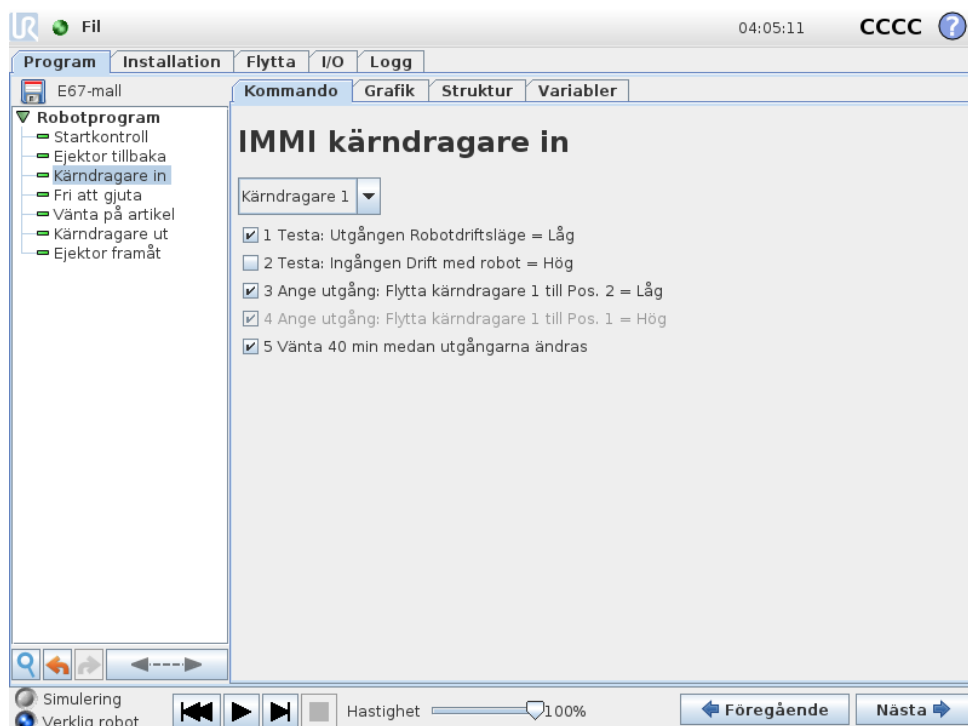 UR Fil 04:05:11 CCCC ?
Program Installation Flytta I/O Logg
E67-mall Kommando Grafik Struktur Variabler
Robotprogram
Startkontroll
Ejektor tillbaka
Kärndragare in
Fri att gjuta
Vänta på artikel
Kärndragare ut
Ejektor framåt
IMMI kärndragare in
Kärndragare 1
1 Testa: Utgången Robotdriftsläge = Låg
2 Testa: Ingången Drift med robot = Hög
3 Ange utgång: Flytta kärndragare 1 till Pos. 2 = Låg
4 Ange utgång: Flytta kärndragare 1 till Pos. 1 = Hög
5 Vänta 40 min medan utgångarna ändras
Simulering
Verklig robot
Hastighet 100% Föregående Nästa